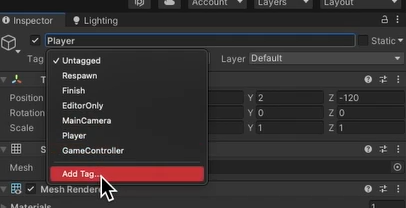 Account Layers Layout
Inspector Lighting
Player Static
Tag Layer Default
Untagged
Respawn
Finish
EditorOnly
MainCamera
Player
GameController
Add Tag...
T
Position Y 2 Z -120
Rotation Y 0 Z 0
Scale Y 1 Z 1
S
Mesh
Mesh Render
Materials 1